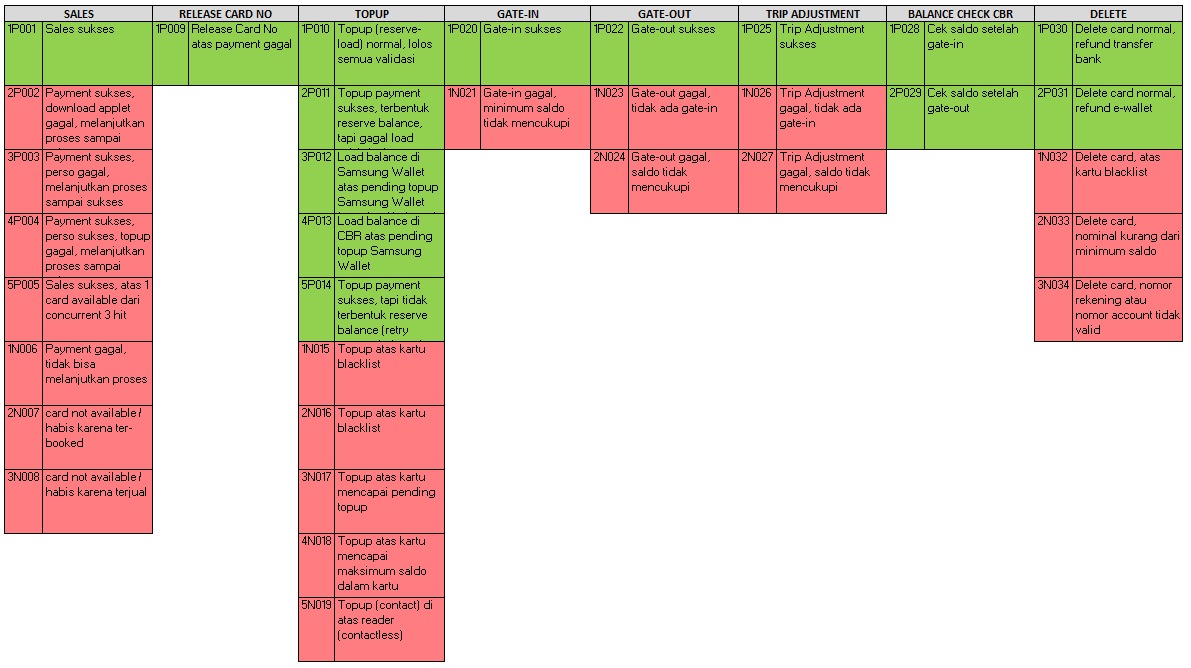 SALES
1P001 Sales sukses
2P002 Payment sukses,
download applet
gagal, melanjutkan
proses sampai
3P003 Payment sukses,
perso gagal,
melanjutkan proses
sampai sukses
4P004 Payment sukses,
perso sukses, topup
gagal, melanjutkan
proses sampai
5P005 Sales sukses, atas 1
card available dari
concurrent 3 hit
1N006 Payment gagal,
tidak bisa
melanjutkan proses
2N007 card not available /
habis karena ter-
booked
3N008 card not available /
habis karena terjual
RELEASE CARD NO
1P009 Release Card No
atas payment gagal
TOPUP
1P010 Topup (reserve-
load) normal, lolos
semua validasi
2P011 Topup payment
sukses, terbentuk
reserve balance,
tapi gagal load
3P012 Load balance di
Samsung Wallet
atas pending topup
Samsung Wallet
4P013 Load balance di
CBR atas pending
topup Samsung
Wallet
5P014 Topup payment
sukses, tapi tidak
terbentuk reserve
balance (retry
1N015 Topup atas kartu
blacklist
2N016 Topup atas kartu
blacklist
3N017 Topup atas kartu
mencapai pending
topup
4N018 Topup atas kartu
mencapai
maksimum saldo
dalam kartu
5N019 Topup (contact) di
atas reader
(contactless)
GATE-IN
1P020 Gate-in sukses
1N021 Gate-in gagal,
minimum saldo
tidak mencukupi
GATE-OUT
1P022 Gate-out sukses
1N023 Gate-out gagal,
tidak ada gate-in
2N024 Gate-out gagal,
saldo tidak
mencukupi
TRIP ADJUSTMENT
1P025 Trip Adjustment
sukses
1N026 Trip Adjustment
gagal, tidak ada
gate-in
2N027 Trip Adjustment
gagal, saldo tidak
mencukupi
BALANCE CHECK CBR
1P028 Cek saldo setelah
gate-in
2P029 Cek saldo setelah
gate-out
DELETE
1P030 Delete card normal,
refund transfer
bank
2P031 Delete card normal,
refund e-wallet
1N032 Delete card, atas
kartu blacklist
2N033 Delete card,
nominal kurang dari
minimum saldo
3N034 Delete card, nomor
rekening atau
nomor account tidak
valid